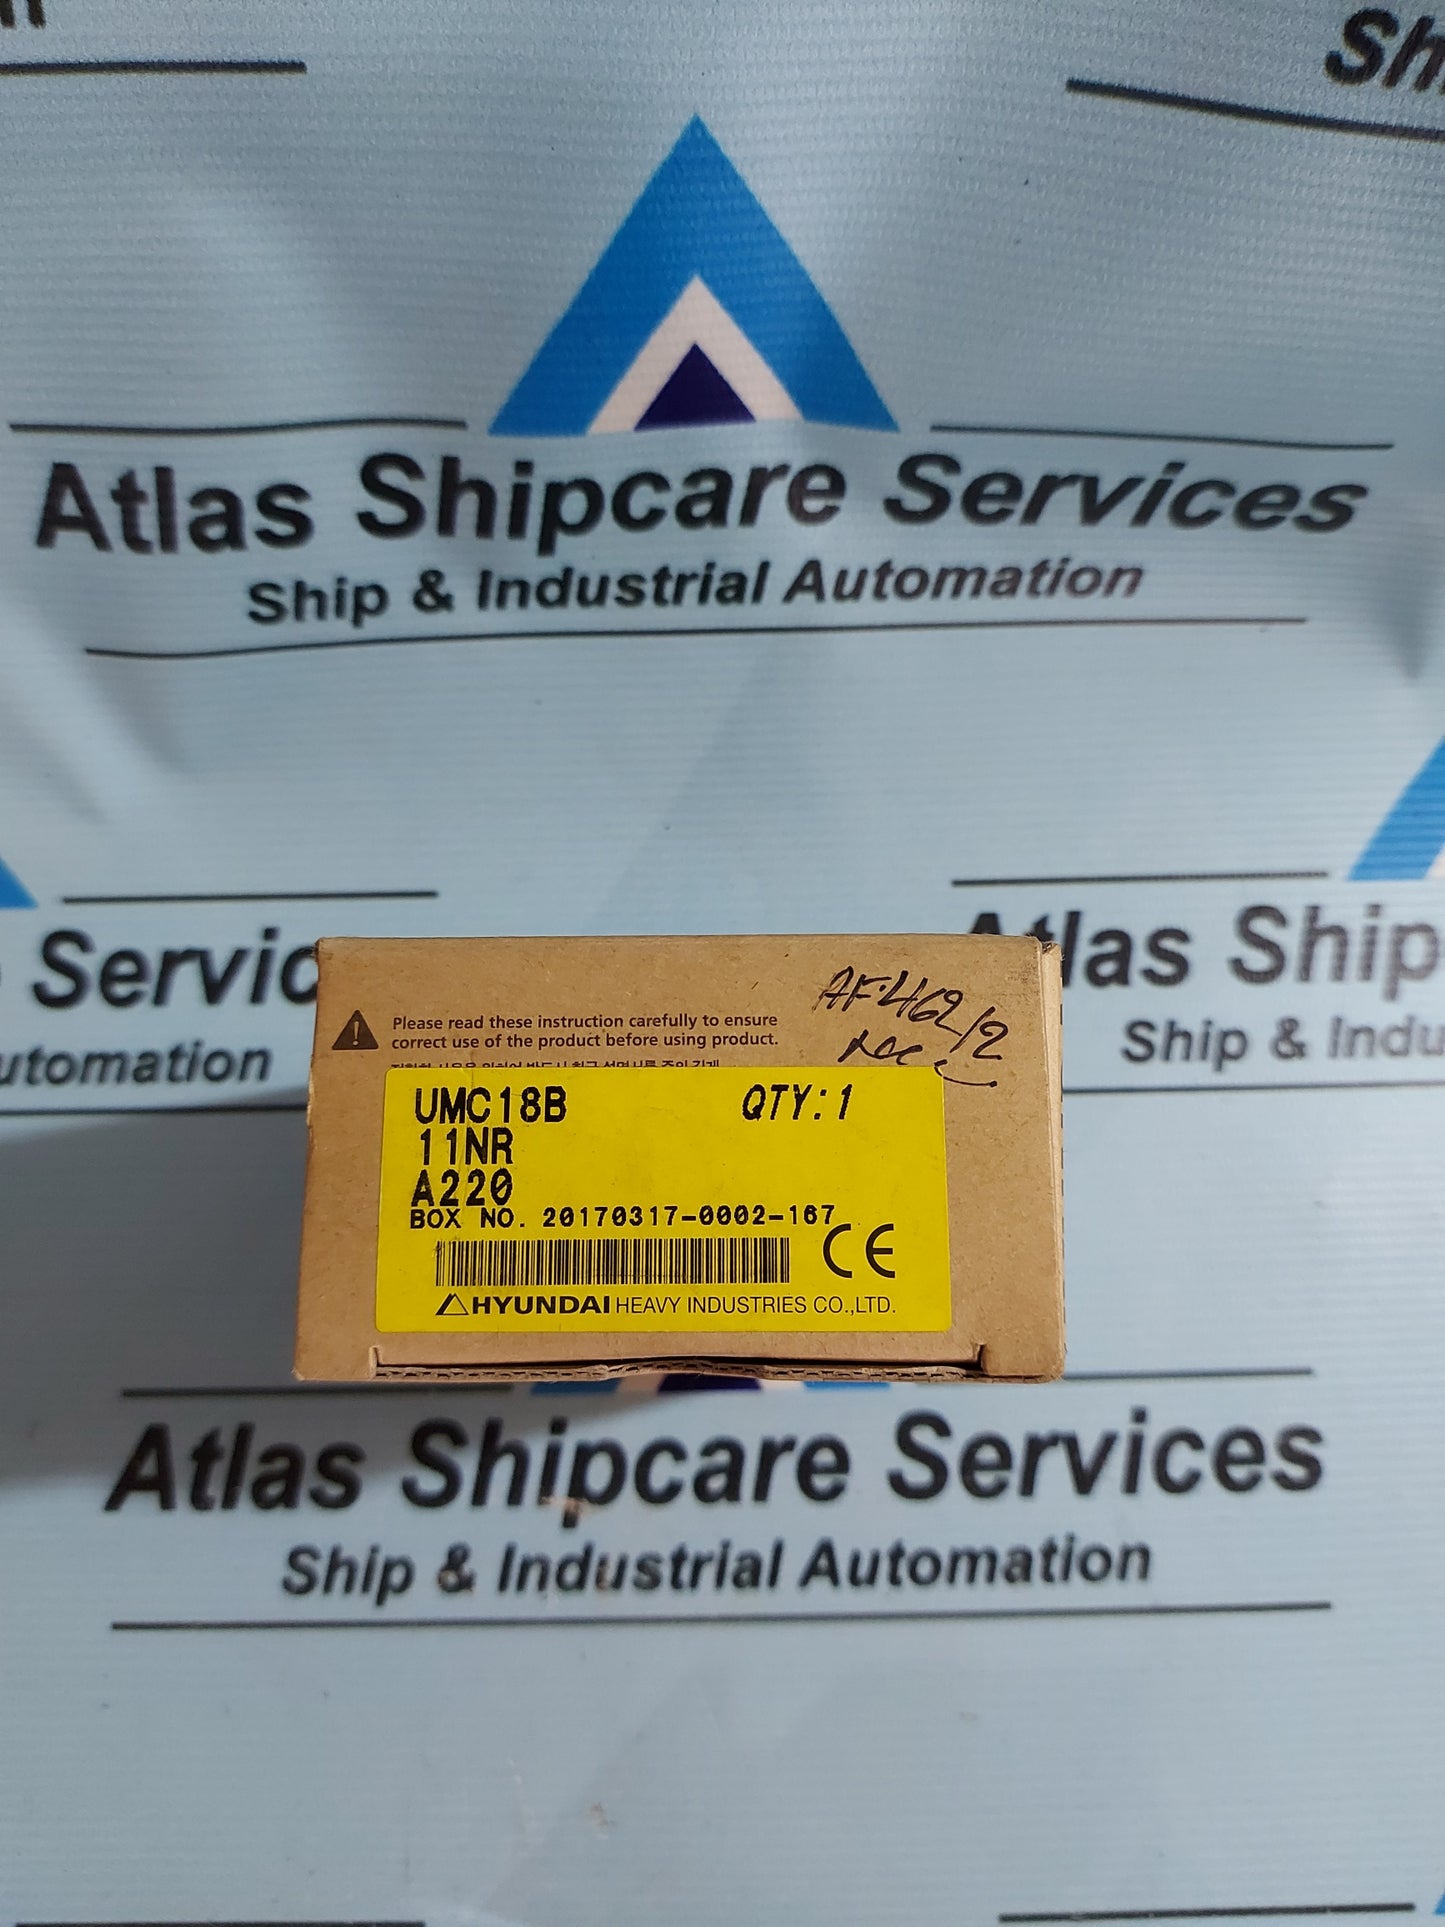 Sh
Atlas Shipcare Services
Ship & Industrial Automation
Servic
Atlas Ship
utomation
Ship & Indu
AF-462/2
Please read these instruction carefully to ensure
correct use of the product before using product.
UMC18B QTY:1
11NR
A220
BOX NO. 20170317-0002-167
CE
HYUNDAI HEAVY INDUSTRIES CO.,LTD.
Atlas Shipcare Services
Ship & Industrial Automation